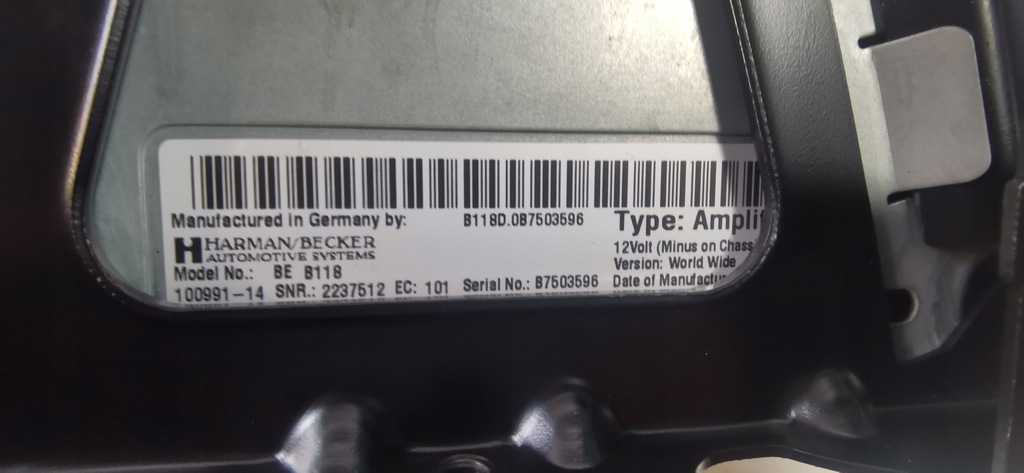 Manufactured in Germany by:
HARMAN/BECKER
AUTOMOTIVE SYSTEMS
Model No.: BE B118
100991-14 SNR.: 2237512 EC: 101
B118D.0B7503596
Serial No.: B7503596
Type: Amplif
12Volt (Minus on Chass
Version: World Wide
Date of Manufactur